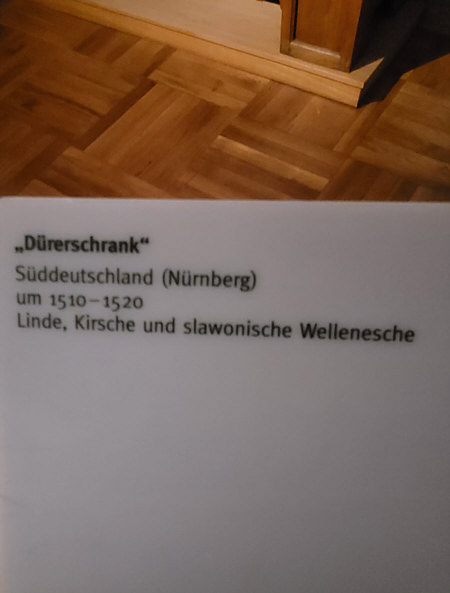 „Dürerschrank“
Süddeutschland (Nürnberg)
um 1510–1520
Linde, Kirsche und slawonische Wellenesche